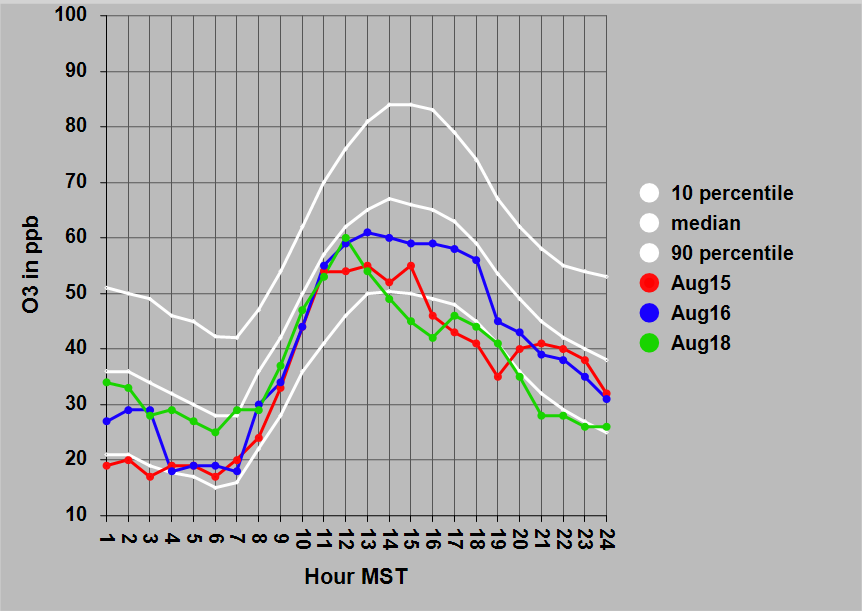 100
90
80
70
60
50
40
30
20
10
O3 in ppb
1 2 3 4 5 6 7 8 9 10 11 12 13 14 15 16 17 18 19 20 21 22 23 24
Hour MST
10 percentile
median
90 percentile
Aug15
Aug16
Aug18